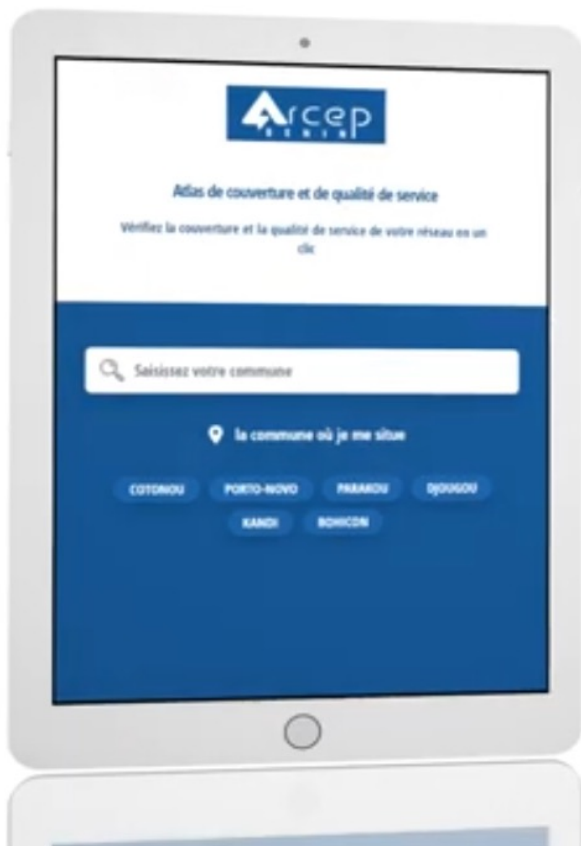 Arcep
BENIN
Atlas de couverture et de qualité de service
Vérifiez la couverture et la qualité de service de votre réseau en un
clic
Saisissez votre commune
la commune où je me situe
COTONOU PORTO-NOVO PARAKOU DJOUGOU
KANDI BOHICON